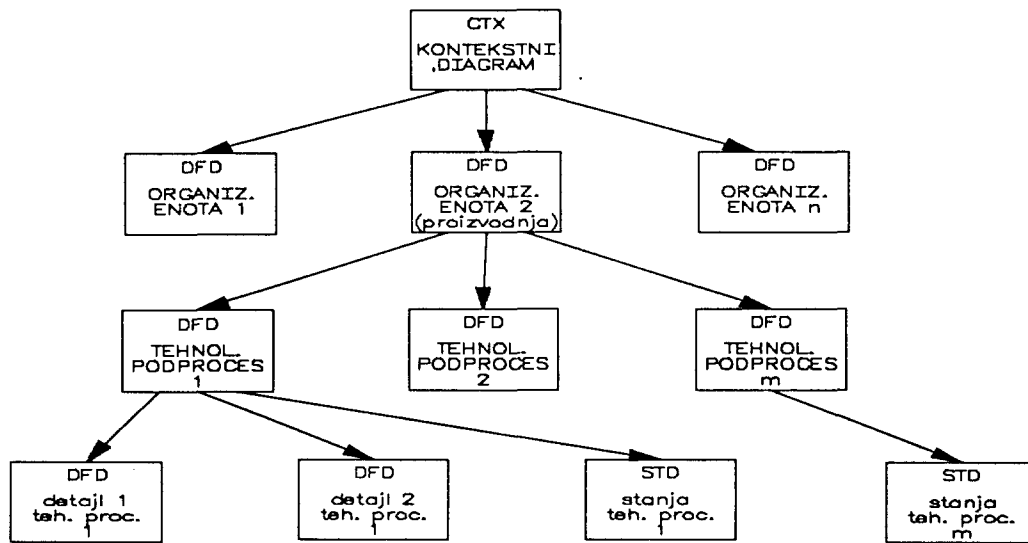 CTX
KONTEKSTNI
.DIAGRAM
DFD
ORGANIZ.
ENOTA 1
DFD
ORGANIZ.
ENOTA 2
(proizvodnja)
DFD
ORGANIZ.
ENOTA n
DFD
TEHNOL.
PODPROCES
1
DFD
TEHNOL.
PODPROCES
2
DFD
TEHNOL.
PODPROCES
m
DFD
detajl 1
teh. proc.
1
DFD
detajl 2
teh. proc.
1
STD
stanja
teh. proc.
1
STD
stanja
teh. proc.
m